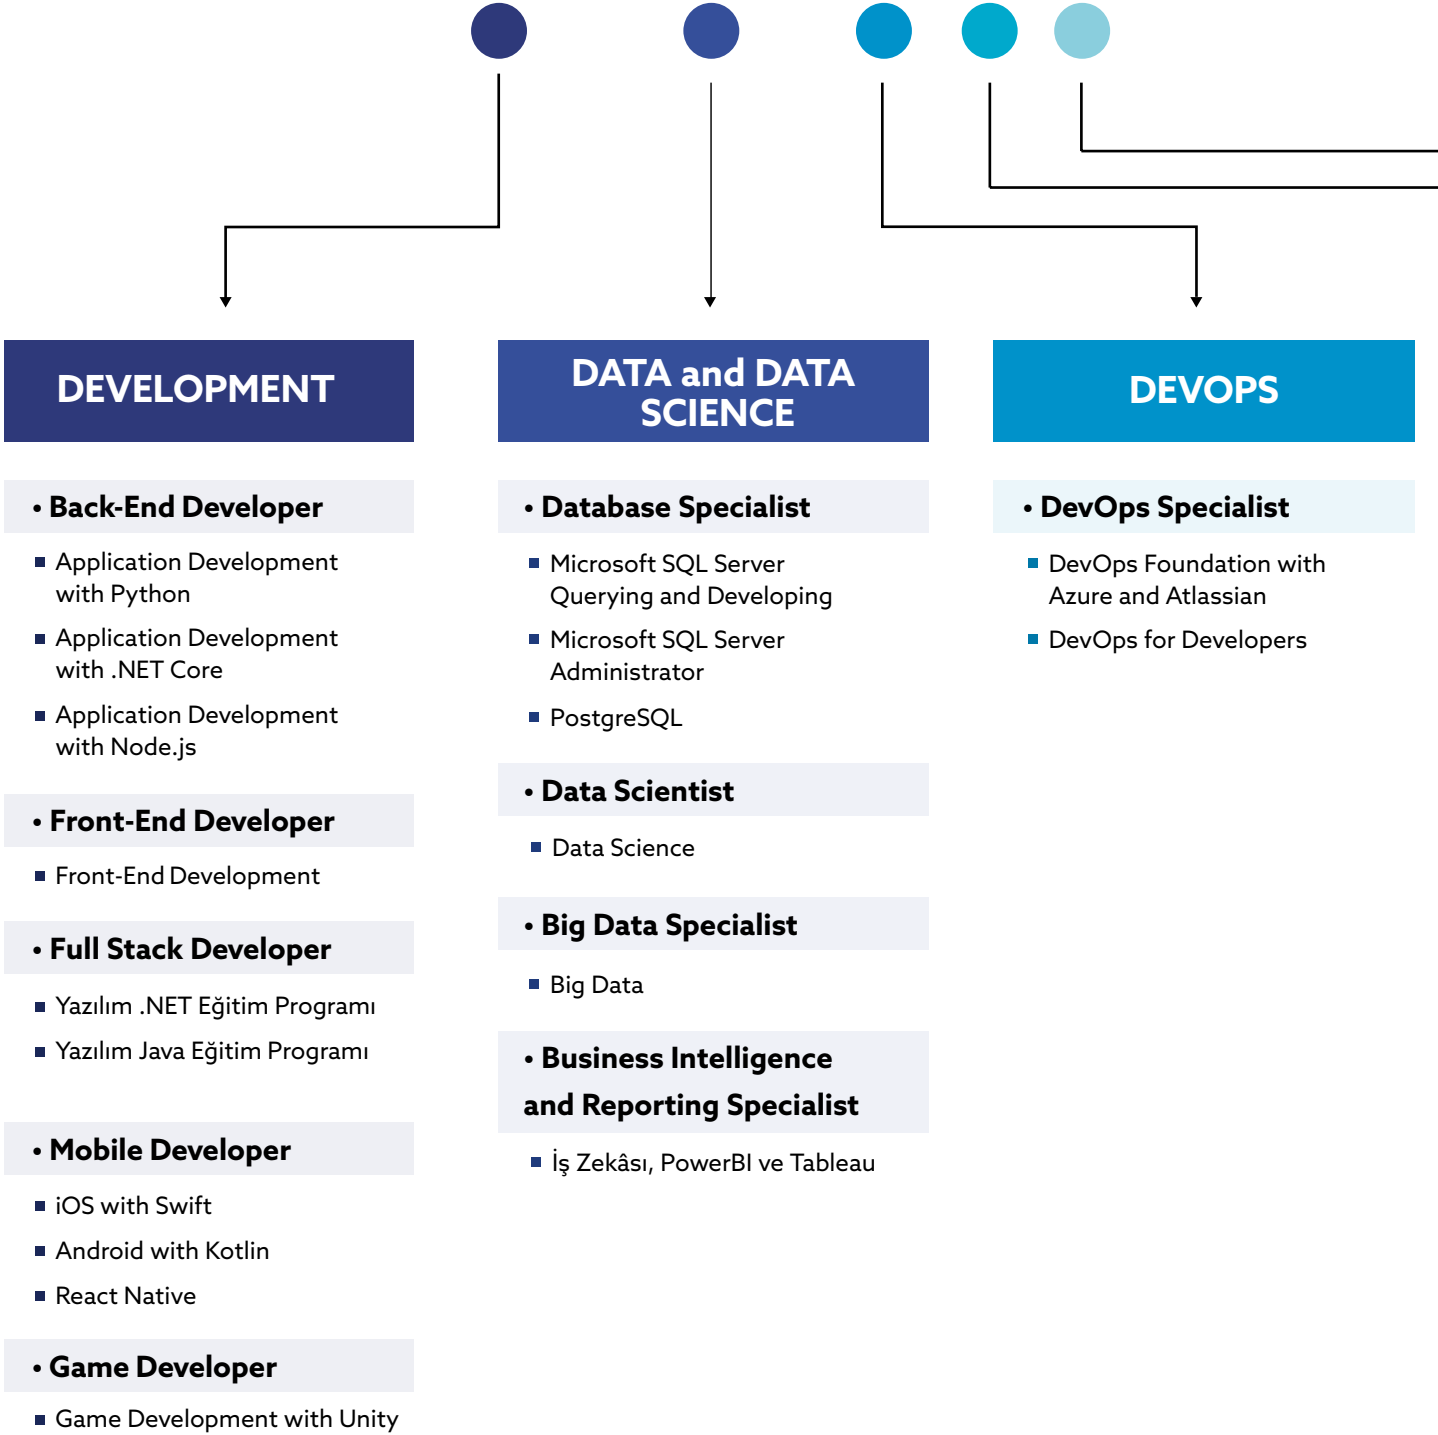 DEVELOPMENT
• Back-End Developer
Application Development
with Python
Application Development
with .NET Core
Application Development
with Node.js
• Front-End Developer
Front-End Development
• Full Stack Developer
Yazılım .NET Eğitim Programı
Yazılım Java Eğitim Programı
• Mobile Developer
iOS with Swift
Android with Kotlin
React Native
• Game Developer
Game Development with Unity
DATA and DATA
SCIENCE
• Database Specialist
Microsoft SQL Server
Querying and Developing
Microsoft SQL Server
Administrator
PostgreSQL
• Data Scientist
Data Science
• Big Data Specialist
Big Data
• Business Intelligence
and Reporting Specialist
İş Zekâsı, PowerBI ve Tableau
DEVOPS
• DevOps Specialist
DevOps Foundation with
Azure and Atlassian
DevOps for Developers